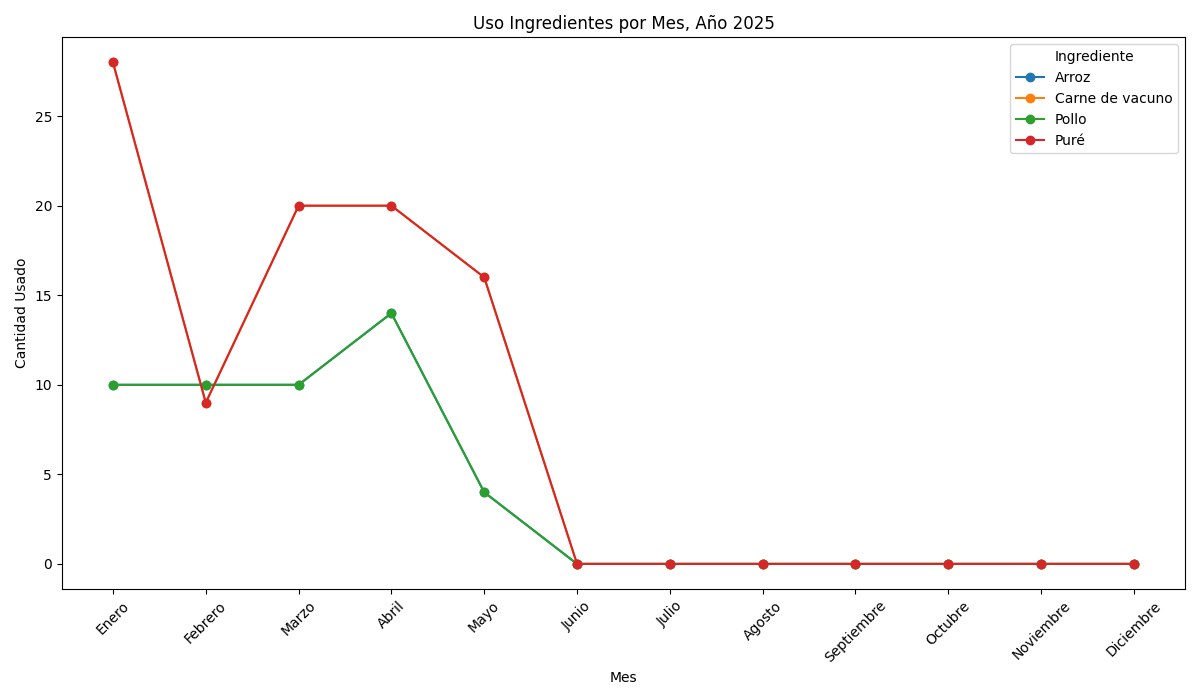 Uso Ingredientes por Mes, Año 2025
Ingrediente
Arroz
Carne de vacuno
Pollo
Puré
Cantidad Usado
25
20
15
10
5
0
Enero
Febrero
Marzo
Abril
Mayo
Junio
Julio
Agosto
Septiembre
Octubre
Noviembre
Diciembre
Mes